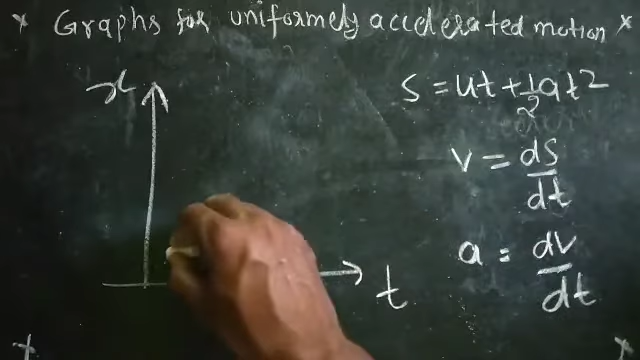 * Graphs for uniformely accelerated motion *
x
s = ut + 1/2 at²
v = ds/dt
a = dv/dt
t